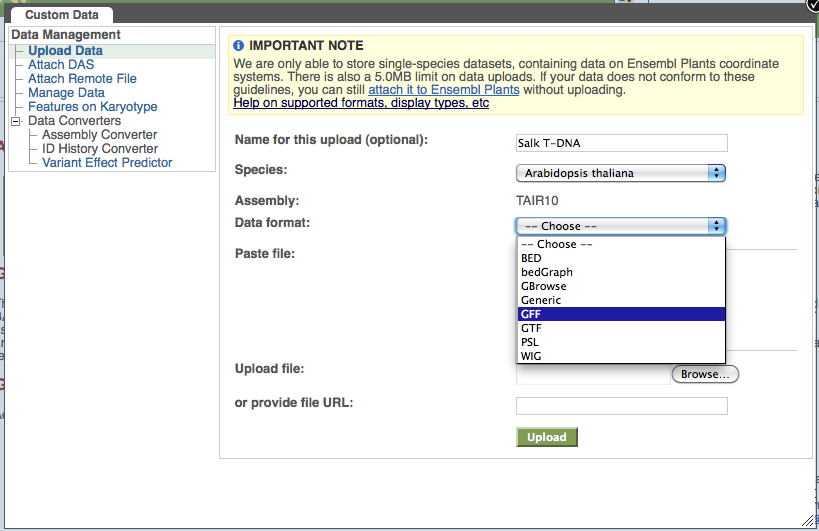 Custom Data
Data Management
Upload Data
Attach DAS
Attach Remote File
Manage Data
Features on Karyotype
Data Converters
Assembly Converter
ID History Converter
Variant Effect Predictor
IMPORTANT NOTE
We are only able to store single-species datasets, containing data on Ensembl Plants coordinate
systems. There is also a 5.0MB limit on data uploads. If your data does not conform to these
guidelines, you can still attach it to Ensembl Plants without uploading.
Help on supported formats, display types, etc
Name for this upload (optional): Salk T-DNA
Species: Arabidopsis thaliana
Assembly: TAIR10
Data format: -- Choose --
-- Choose --
BED
bedGraph
GBrowse
Generic
GFF
GTF
PSL
WIG
Paste file:
Upload file: Browse...
or provide file URL:
Upload